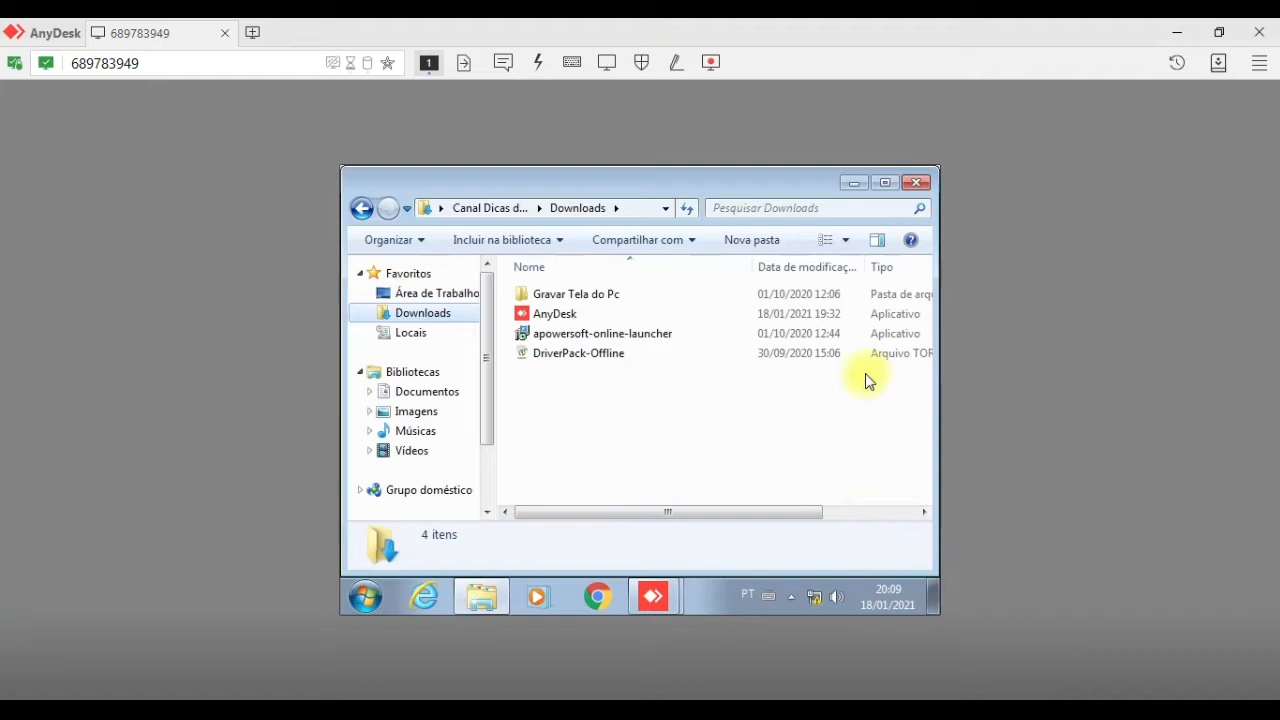 AnyDesk 689783949
689783949 1
Canal Dicas d... Downloads Pesquisar Downloads
Organizar Incluir na biblioteca Compartilhar com Nova pasta
Nome Data de modificaç... Tipo
Favoritos
Área de Trabalho
Downloads
Locais
Bibliotecas
Documentos
Imagens
Músicas
Vídeos
Grupo doméstico
Gravar Tela do Pc 01/10/2020 12:06 Pasta de arq
AnyDesk 18/01/2021 19:32 Aplicativo
apowersoft-online-launcher 01/10/2020 12:44 Aplicativo
DriverPack-Offline 30/09/2020 15:06 Arquivo TOR
4 itens
PT 20:09
18/01/2021